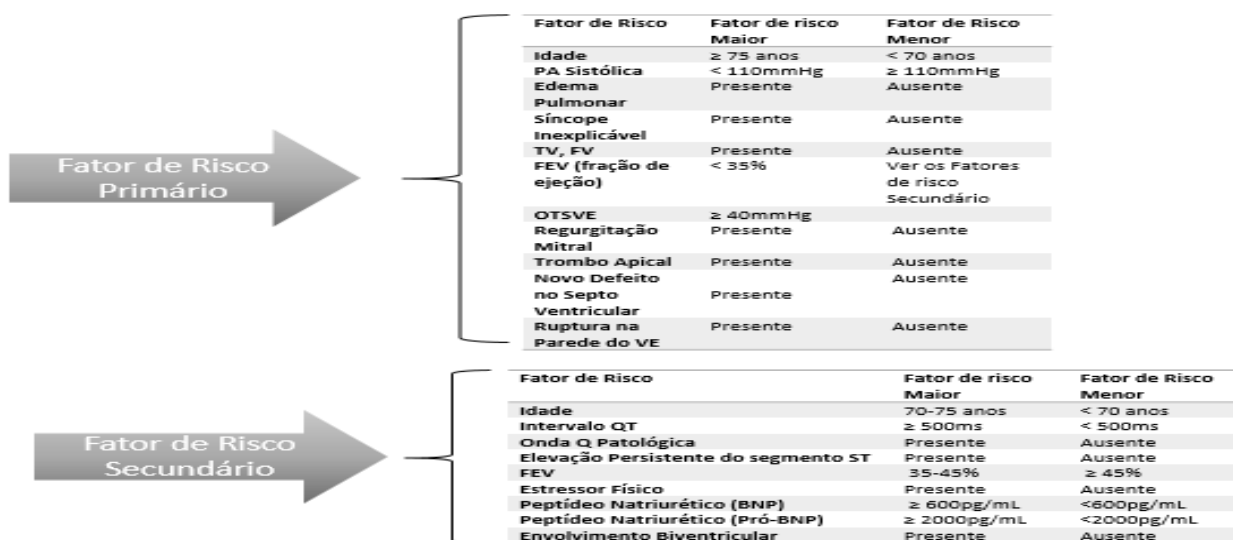 Fator de Risco Fator de risco Fator de Risco
Maior Menor
Idade ≥ 75 anos < 70 anos
PA Sistólica < 110mmHg ≥ 110mmHg
Edema Presente Ausente
Pulmonar
Síncope Presente Ausente
Inexplicável
TV, FV Presente Ausente
FEV (fração de < 35% Ver os Fatores
ejeção) de risco
Secundário
OTSVE ≥ 40mmHg
Regurgitação Presente Ausente
Mitral
Trombo Apical Presente Ausente
Novo Defeito Ausente
no Septo Presente
Ventricular
Ruptura na Presente Ausente
Parede do VE
Fator de Risco
Primário
Fator de Risco Fator de risco Fator de Risco
Maior Menor
Idade 70-75 anos < 70 anos
Intervalo QT ≥ 500ms < 500ms
Onda Q Patológica Presente Ausente
Elevação Persistente do segmento ST Presente Ausente
FEV 35-45% ≥ 45%
Estressor Físico Presente Ausente
Peptídeo Natriurético (BNP) ≥ 600pg/mL <600pg/mL
Peptídeo Natriurético (Pró-BNP) ≥ 2000pg/mL <2000pg/mL
Envolvimento Biventricular Presente Ausente
Fator de Risco
Secundário